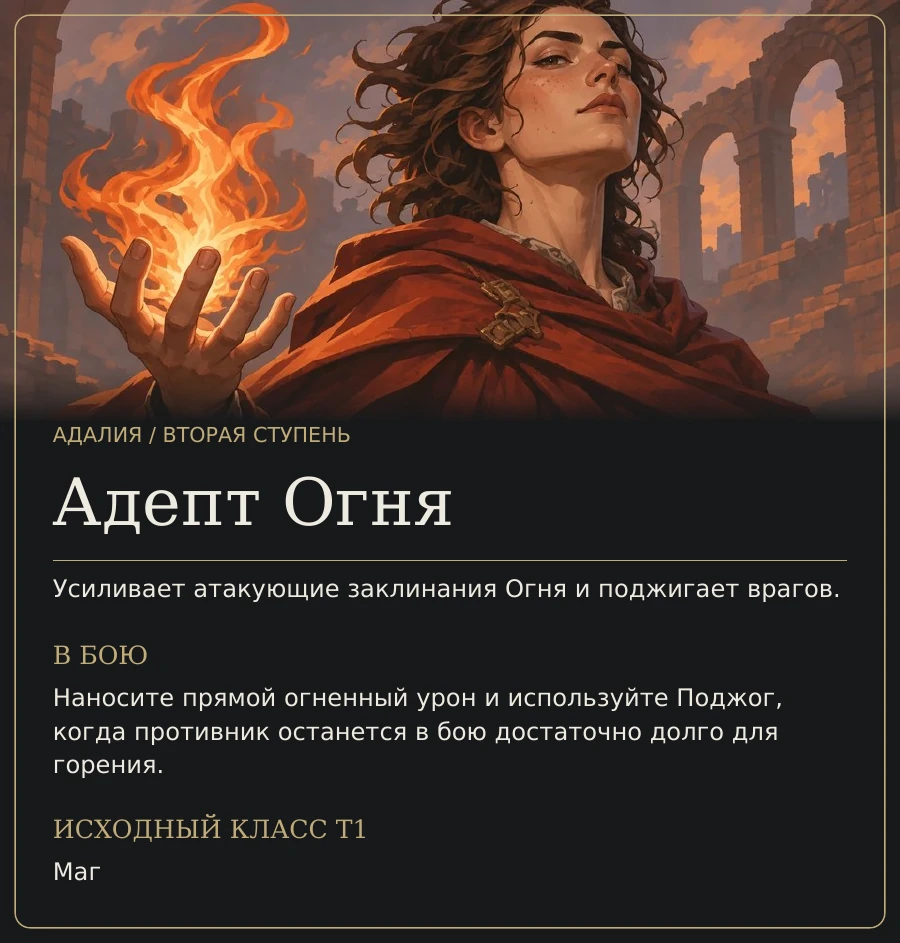 АДАЛИЯ / ВТОРАЯ СТУПЕНЬ
Адепт Огня
Усиливает атакующие заклинания Огня и поджигает врагов.
В БОЮ
Наносите прямой огненный урон и используйте Поджог,
когда противник останется в бою достаточно долго для
горения.
ИСХОДНЫЙ КЛАСС T1
Маг